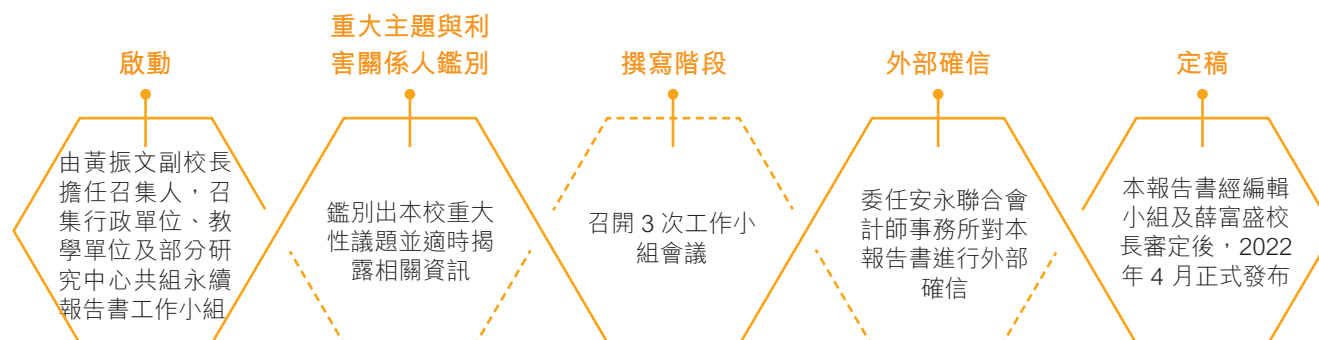 啟動
由黃振文副校長
擔任召集人，召
集行政單位、教
學單位及部分研
究中心共組永續
報告書工作小組
重大主題與利
害關係人鑑別
鑑別出本校重大
性議題並適時揭
露相關資訊
撰寫階段
召開 3 次工作小
組會議
外部確信
委任安永聯合會
計師事務所對本
報告書進行外部
確信
定稿
本報告書經編輯
小組及薛富盛校
長審定後，2022
年 4 月正式發布